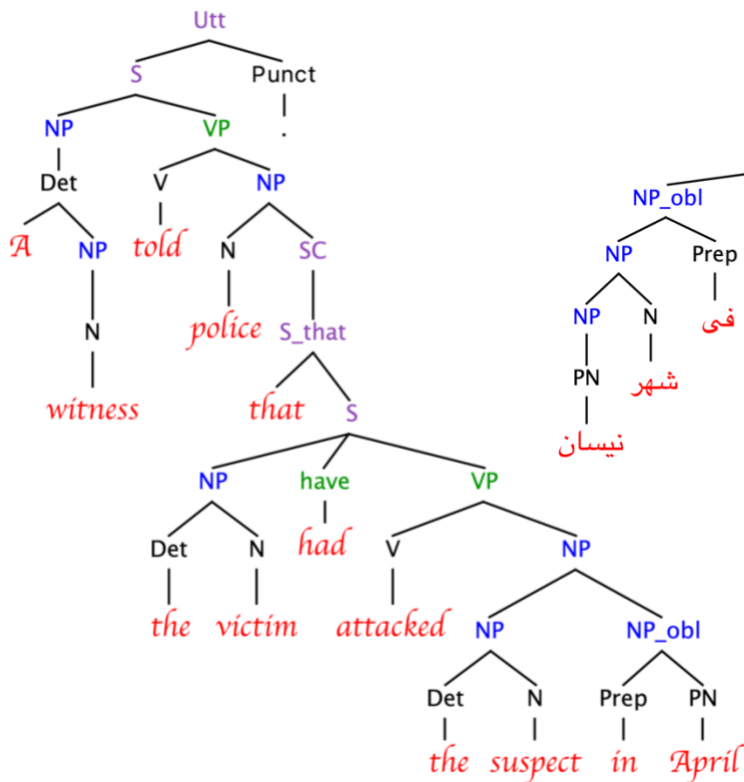 Utt
S Punct
NP VP .
Det V NP
A NP told N SC
N police S_that
witness that S
NP have VP
Det N had V NP
the victim attacked NP NP_obl
Det N Prep PN
the suspect in April
NP_obl
NP Prep
NP N فى
PN شهر
نيسان